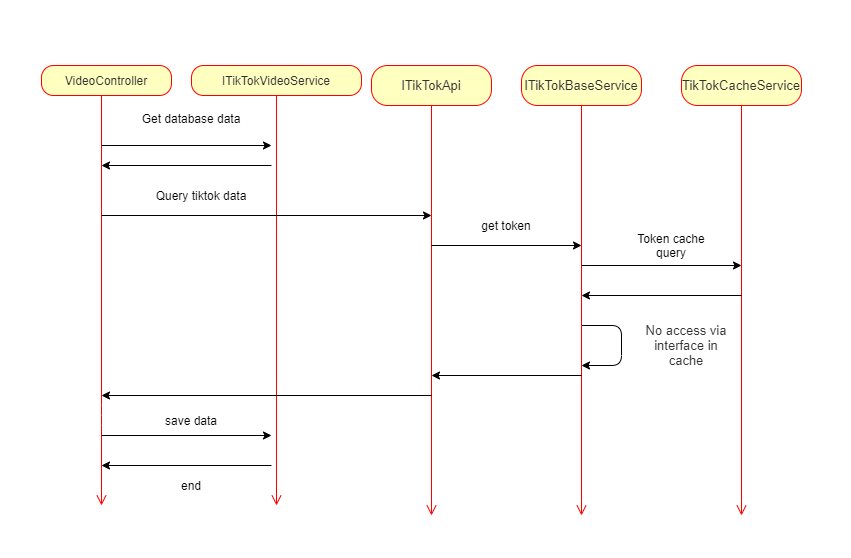 VideoController
ITikTokVideoService
ITikTokApi
ITikTokBaseService
TikTokCacheService
Get database data
Query tiktok data
get token
Token cache
query
No access via
interface in
cache
save data
end